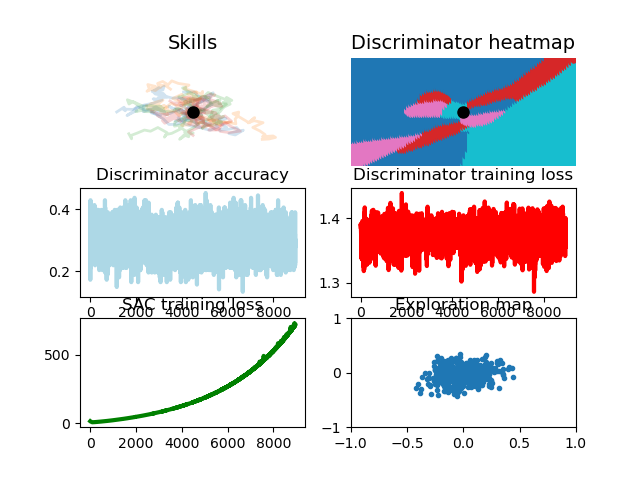 Skills
Discriminator heatmap
Discriminator accuracy
Discriminator training loss
0.4
0.2
0 2000 4000 6000 8000
1.4
1.3
0 2000 4000 6000 8000
SAC training loss
Exploration map
500
0
0 2000 4000 6000 8000
1
0
−1
−1.0 −0.5 0.0 0.5 1.0